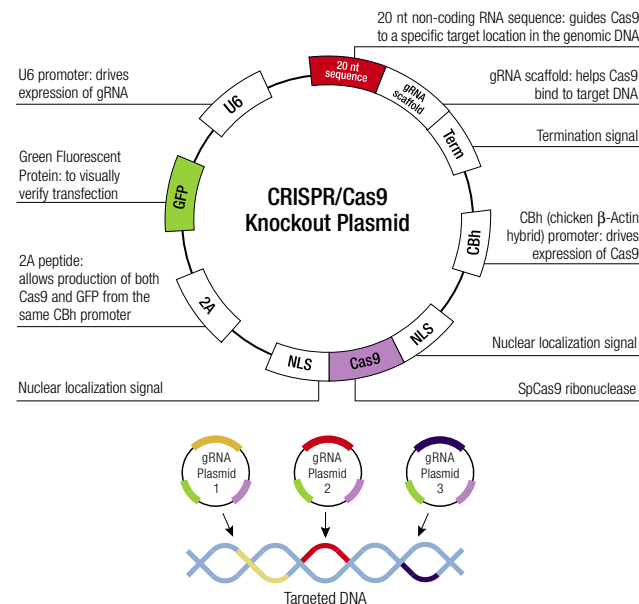 20 nt non-coding RNA sequence: guides Cas9
to a specific target location in the genomic DNA
U6 promoter: drives
expression of gRNA
20 nt
sequence
gRNA
scaffold
gRNA scaffold: helps Cas9
bind to target DNA
U6
Term
Termination signal
Green Fluorescent
Protein: to visually
verify transfection
GFP
CRISPR/Cas9
Knockout Plasmid
CBh
CBh (chicken β-Actin
hybrid) promoter: drives
expression of Cas9
2A peptide:
allows production of both
Cas9 and GFP from the
same CBh promoter
2A
NLS
Cas9
NLS
Nuclear localization signal
Nuclear localization signal
SpCas9 ribonuclease
gRNA
Plasmid
1
gRNA
Plasmid
2
gRNA
Plasmid
3
Targeted DNA